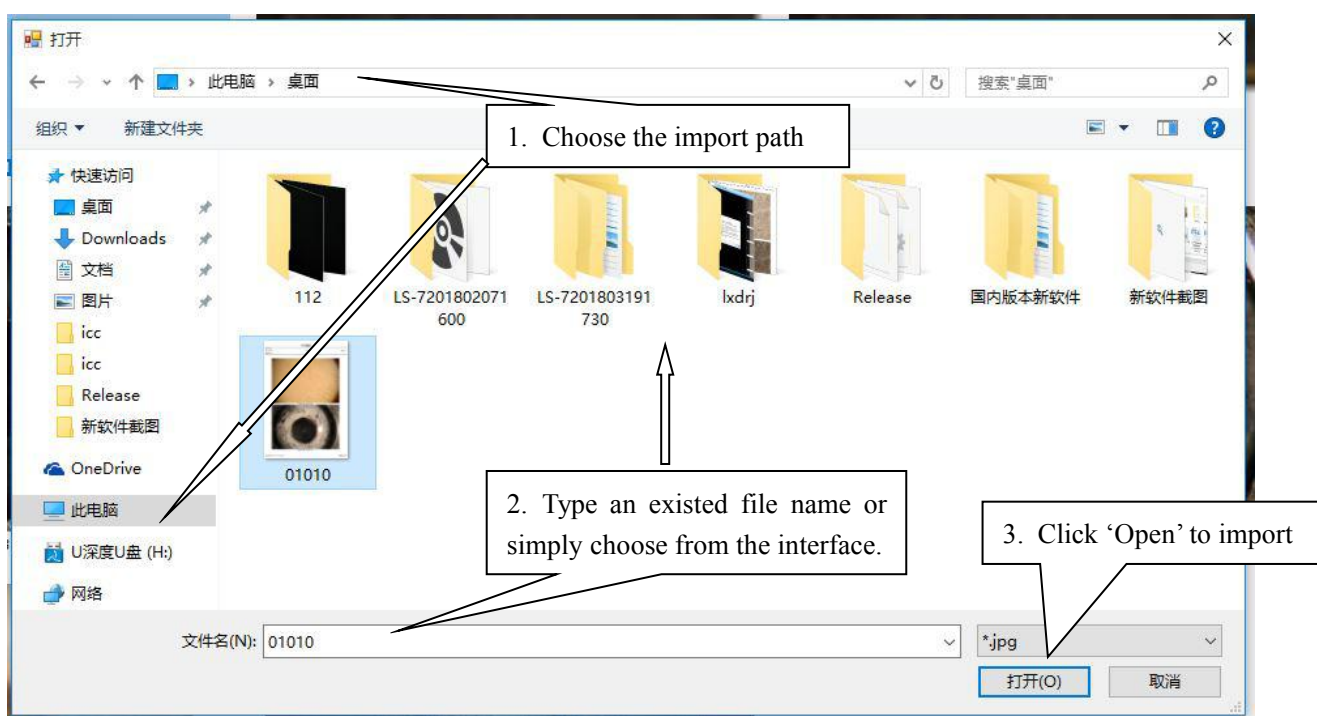 打开
此电脑 › 桌面
搜索"桌面"
组织 新建文件夹
1. Choose the import path
快速访问
桌面
Downloads
文档
图片
icc
icc
Release
新软件截图
OneDrive
此电脑
U深度U盘 (H:)
网络
112
LS-7201802071
600
LS-7201803191
730
lxdrj
Release
国内版本新软件
新软件截图
01010
2. Type an existed file name or
simply choose from the interface.
3. Click ‘Open’ to import
文件名(N): 01010
*.jpg
打开(O) 取消